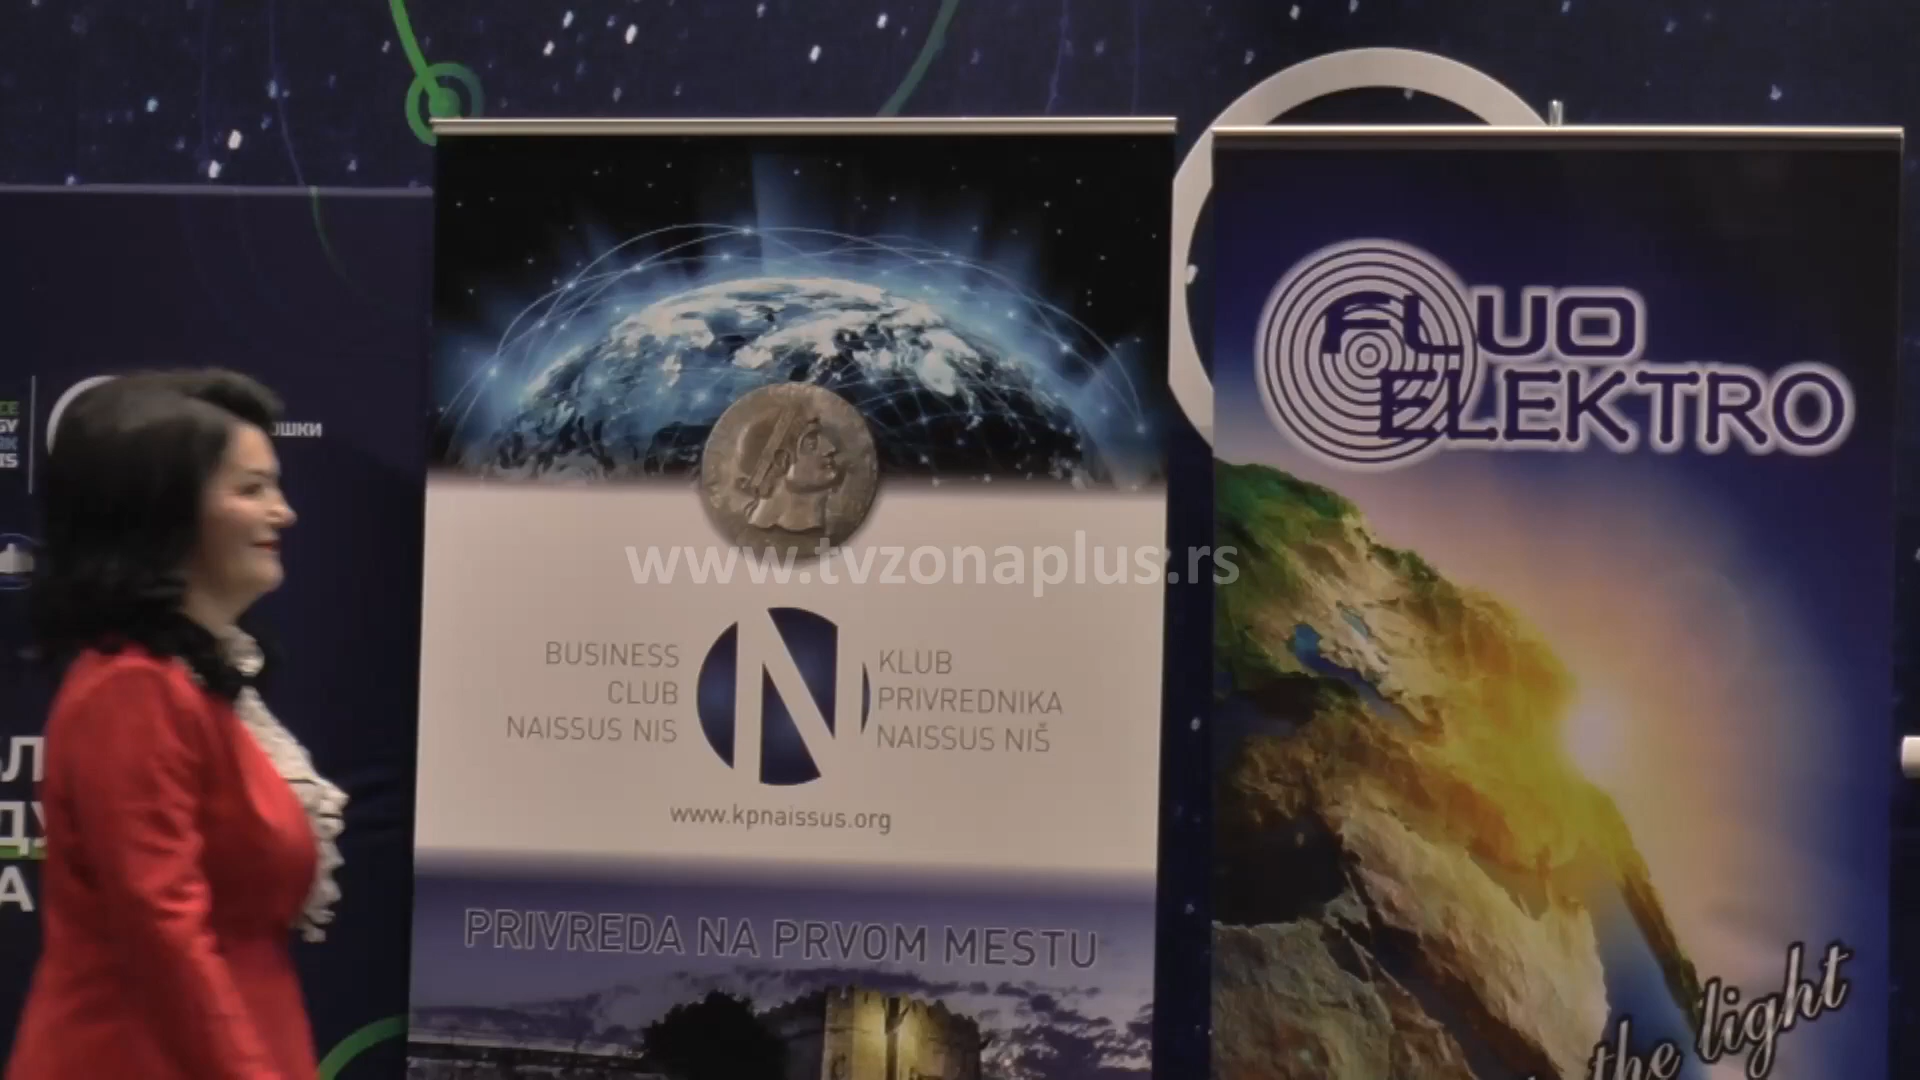 ОШКИ
FLUO
ELEKTRO
www.tvzonaplus.rs
BUSINESS
CLUB
NAISSUS NIS
N
KLUB
PRIVREDNIKA
NAISSUS NIŠ
www.kpnaissus.org
PRIVREDA NA PRVOM MESTU
the light